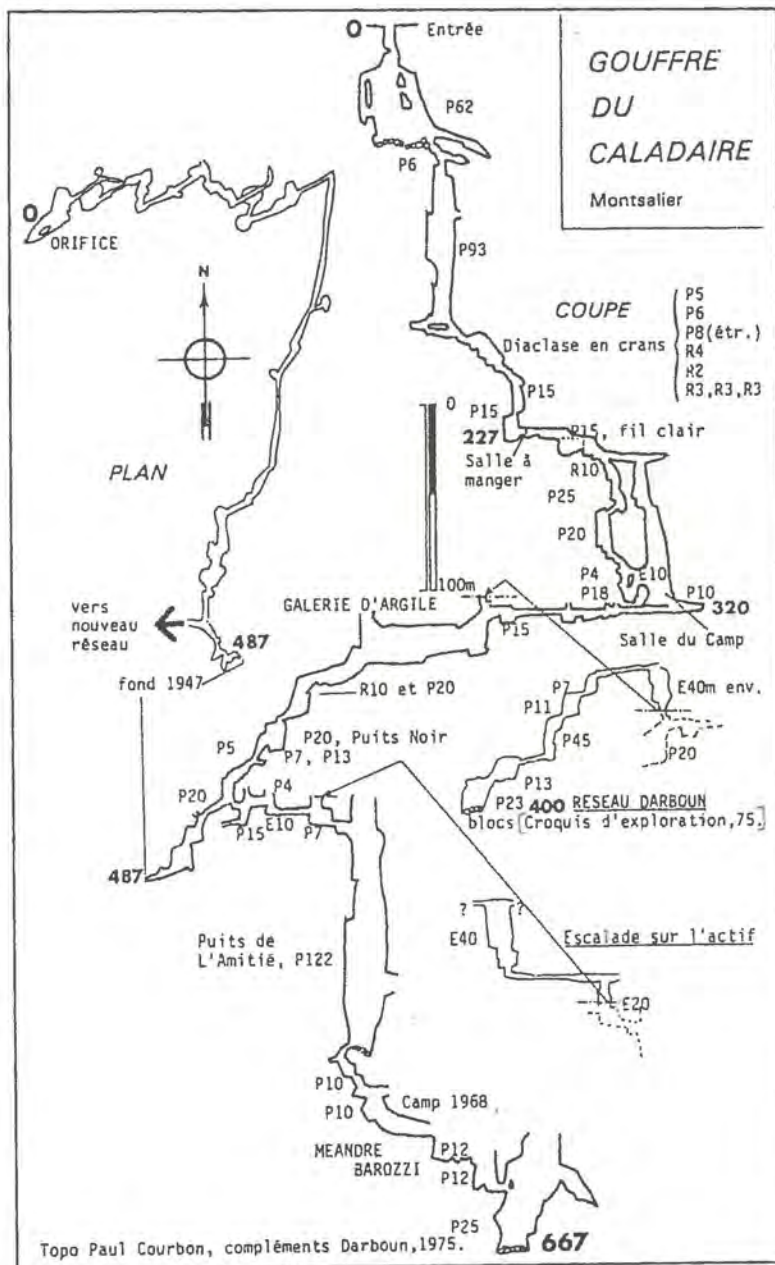 GOUFFRE
DU
CALADAIRE
Montsalier
0 Entrée
P62
P6
0
ORIFICE
N
P93
COUPE
P5
P6
P8(étr.)
R4
R2
R3,R3,R3
Diaclase en crans
P15
P15
0
227
P15, fil clair
Salle à
manger
R10
P25
P20
PLAN
P4
E10
P18
P10
100m
GALERIE D'ARGILE
320
Salle du Camp
P15
vers
nouveau
réseau
487
fond 1947
R10 et P20
P7
E40m env.
P11
P45
P20
P13
P23
400 RESEAU DARBOUN
blocs [Croquis d'exploration,75.]
P20, Puits Noir
P5
P7, P13
P4
P20
P15
E10
P7
487
? ?
E40
Escalade sur l'actif
E20
Puits de
L'Amitié, P122
P10
P10
Camp 1968
MEANDRE
BAROZZI
P12
P12
P25
667
Topo Paul Courbon, compléments Darboun,1975.